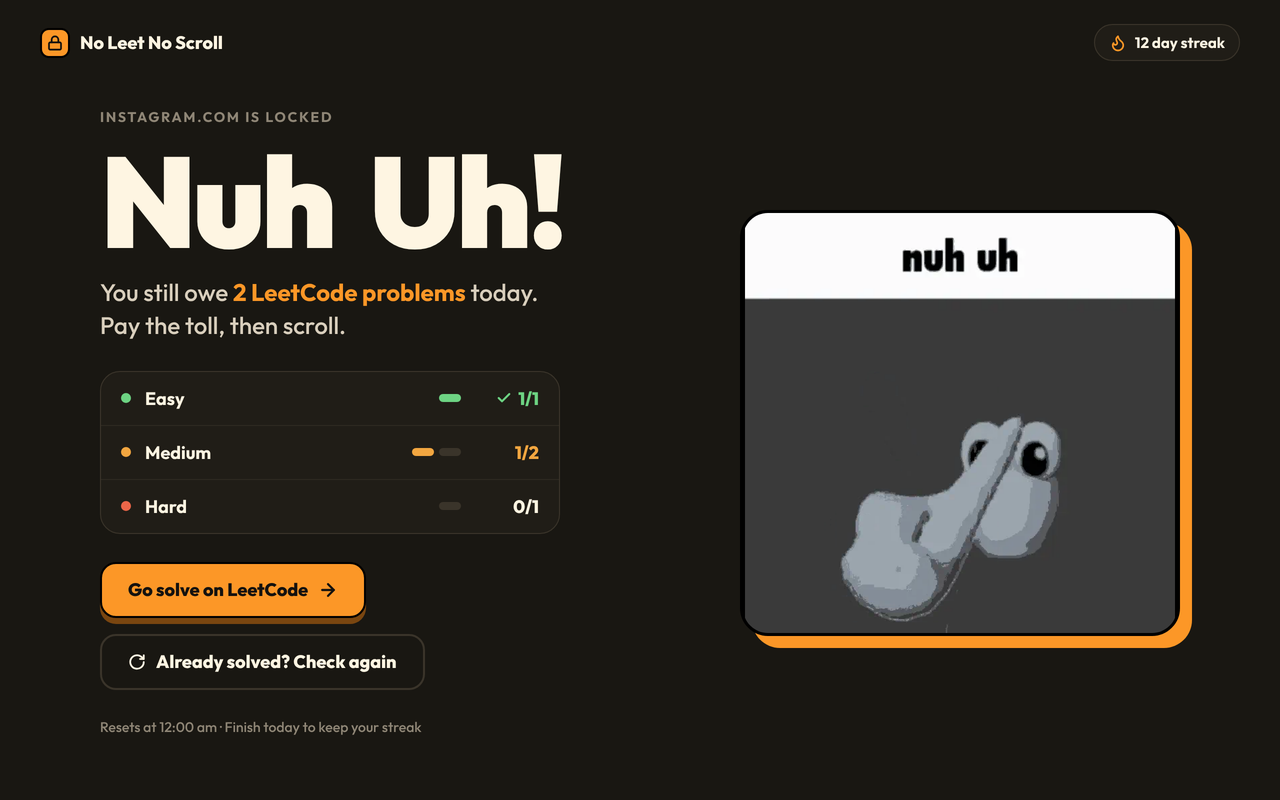 No Leet No Scroll
12 day streak
INSTAGRAM.COM IS LOCKED
Nuh Uh!
You still owe 2 LeetCode problems today.
Pay the toll, then scroll.
nuh uh
Easy 1/1
Medium 1/2
Hard 0/1
Go solve on LeetCode
Already solved? Check again
Resets at 12:00 am · Finish today to keep your streak